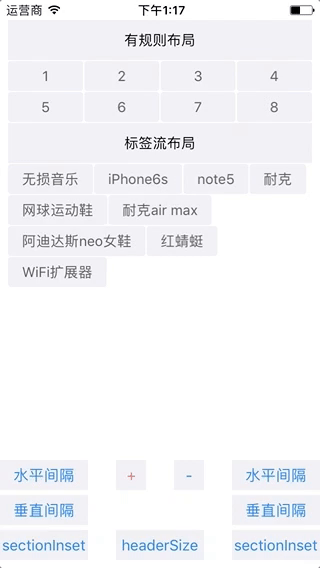 运营商 下午1:17
有规则布局
1 2 3 4
5 6 7 8
标签流布局
无损音乐 iPhone6s note5 耐克
网球运动鞋 耐克air max
阿迪达斯neo女鞋 红蜻蜓
WiFi扩展器
水平间隔 + - 水平间隔
垂直间隔 垂直间隔
sectionInset headerSize sectionInset